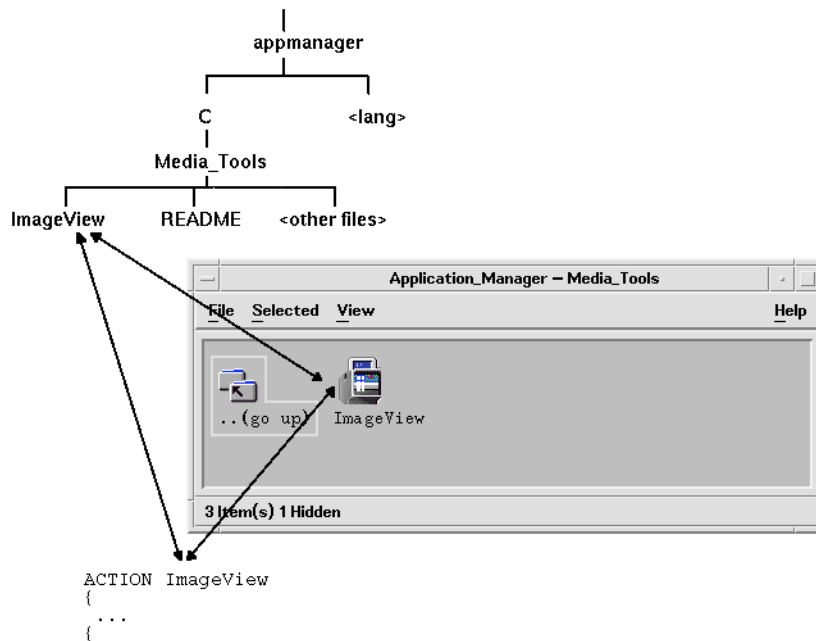 appmanager
C <lang>
Media_Tools
ImageView README <other files>
Application_Manager – Media_Tools
File Selected View Help
..(go up) ImageView
3 Item(s) 1 Hidden
ACTION ImageView
{
...
{